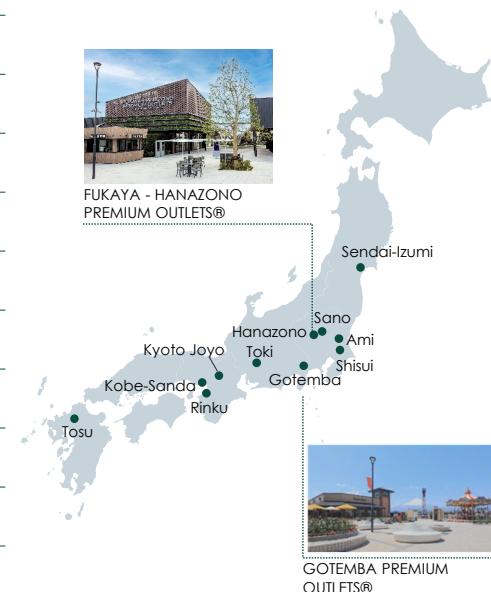 FUKAYA - HANAZONO
PREMIUM OUTLETS®
Sendai-Izumi
Sano
Hanazono
Ami
Kyoto Joyo
Toki
Shisui
Gotemba
Kobe-Sanda
Rinku
Tosu
GOTEMBA PREMIUM
OUTLETS®